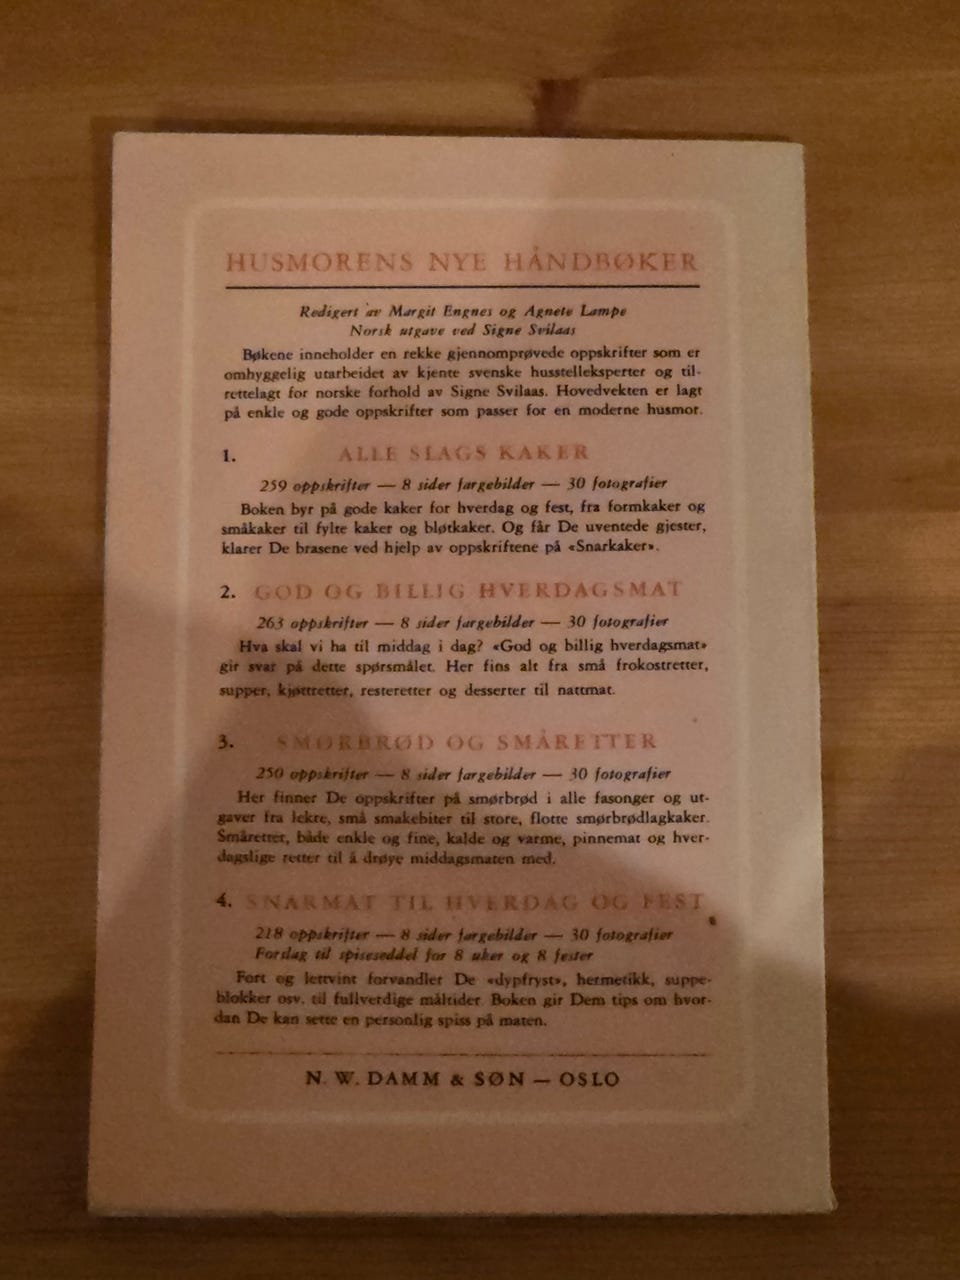 HUSMORENS NYE HÅNDBØKER
Redigert av Margit Engnes og Agnete Lampe
Norsk utgave ved Signe Svilaas
Bøkene inneholder en rekke gjennomprøvede oppskrifter som er
omhyggelig utarbeidet av kjente svenske husstelleksperter og til-
rettelagt for norske forhold av Signe Svilaas. Hovedvekten er lagt
på enkle og gode oppskrifter som passer for en moderne husmor.
1. ALLE SLAGS KAKER
259 oppskrifter — 8 sider fargebilder — 30 fotografier
Boken byr på gode kaker for hverdag og fest, fra formkaker og
småkaker til fylte kaker og bløtkaker. Og får De uventede gjester,
klarer De brasene ved hjelp av oppskriftene på «Snarkaker».
2. GOD OG BILLIG HVERDAGSMAT
263 oppskrifter — 8 sider fargebilder — 30 fotografier
Hva skal vi ha til middag i dag? «God og billig hverdagsmat»
gir svar på dette spørsmålet. Her fins alt fra små frokostretter,
supper, kjøttretter, resteretter og desserter til nattmat.
3. SMØRBRØD OG SMÅRETTER
250 oppskrifter — 8 sider fargebilder — 30 fotografier
Her finner De oppskrifter på smørbrød i alle fasonger og ut-
gaver fra lekre, små smakebiter til store, flotte smørbrødlagkaker.
Småretter, både enkle og fine, kalde og varme, pinnemat og hver-
dagslige retter til å drøye middagsmaten med.
4. SNARMAT TIL HVERDAG OG FEST
218 oppskrifter — 8 sider fargebilder — 30 fotografier
Forslag til spiseseddel for 8 uker og 8 fester
Fort og lettvint forvandler De «dypfryst», hermetikk, suppe-
blokker osv. til fullverdige måltider. Boken gir Dem tips om hvor-
dan De kan sette en personlig spiss på maten.
N. W. DAMM & SØN — OSLO